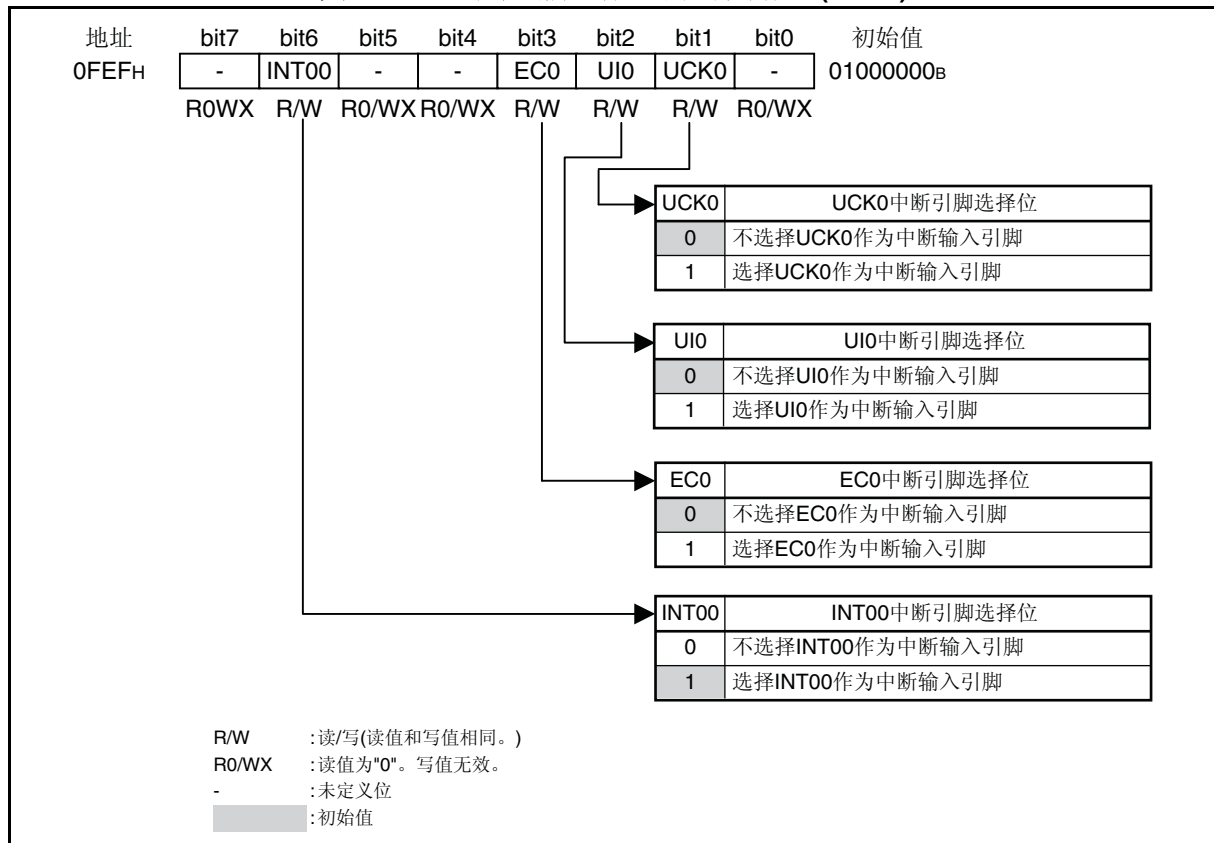 地址 bit7 bit6 bit5 bit4 bit3 bit2 bit1 bit0 初始值
0FEFH - INT00 - - EC0 UI0 UCK0 - 01000000B
R0WX R/W R0/WX R0/WX R/W R/W R/W R0/WX
UCK0 UCK0中断引脚选择位
0 不选择UCK0作为中断输入引脚
1 选择UCK0作为中断输入引脚
UI0 UI0中断引脚选择位
0 不选择UI0作为中断输入引脚
1 选择UI0作为中断输入引脚
EC0 EC0中断引脚选择位
0 不选择EC0作为中断输入引脚
1 选择EC0作为中断输入引脚
INT00 INT00中断引脚选择位
0 不选择INT00作为中断输入引脚
1 选择INT00作为中断输入引脚
R/W :读/写(读值和写值相同。)
R0/WX :读值为"0"。写值无效。
- :未定义位
:初始值